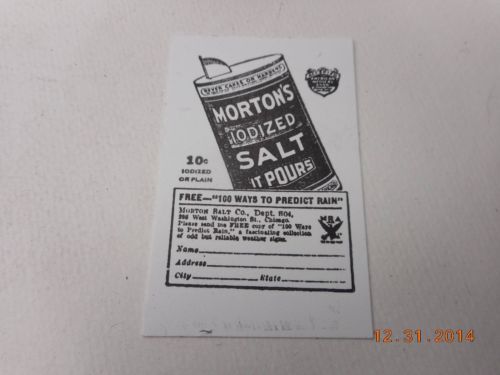 NEVER CAKES OR HARDENS
MORTON'S
IODIZED
SALT
IT POURS
10c
IODIZED
OR PLAIN
FREE—"100 WAYS TO PREDICT RAIN"
MORTON SALT CO., Dept. 804,
208 West Washington St., Chicago.
Please send me FREE copy of "100 Ways
to Predict Rain," a fascinating collection
of odd but reliable weather signs.
NRA
Name
Address
City State
12.31.2014